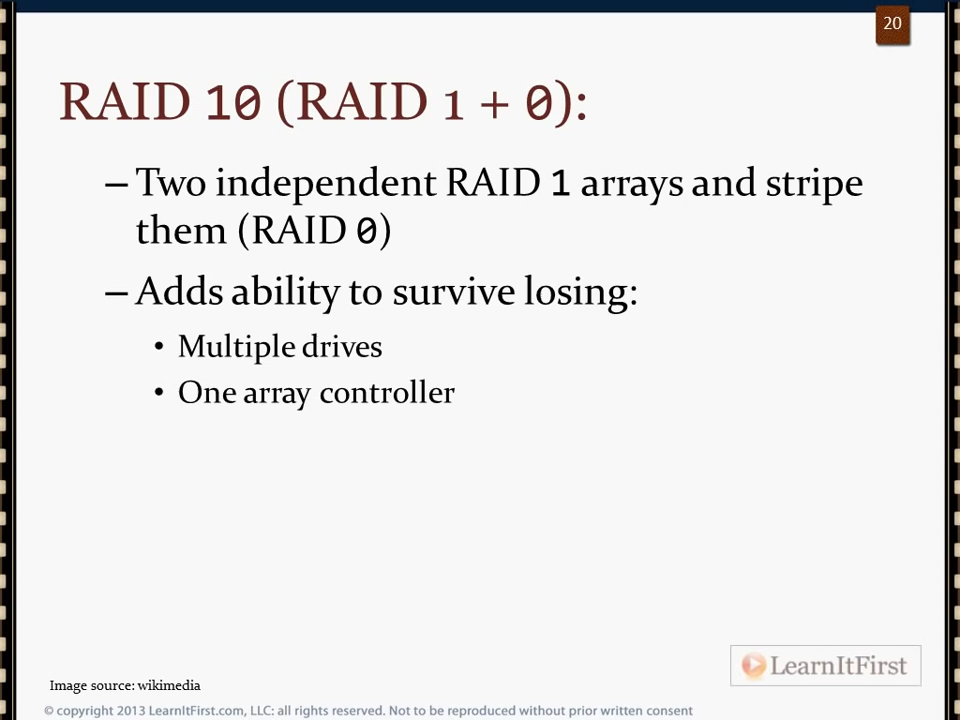 20
RAID 10 (RAID 1 + 0):
– Two independent RAID 1 arrays and stripe
them (RAID 0)
– Adds ability to survive losing:
• Multiple drives
• One array controller
LearnItFirst
Image source: wikimedia
© copyright 2013 LearnItFirst.com, LLC: all rights reserved. Not to be reproduced without prior written consent